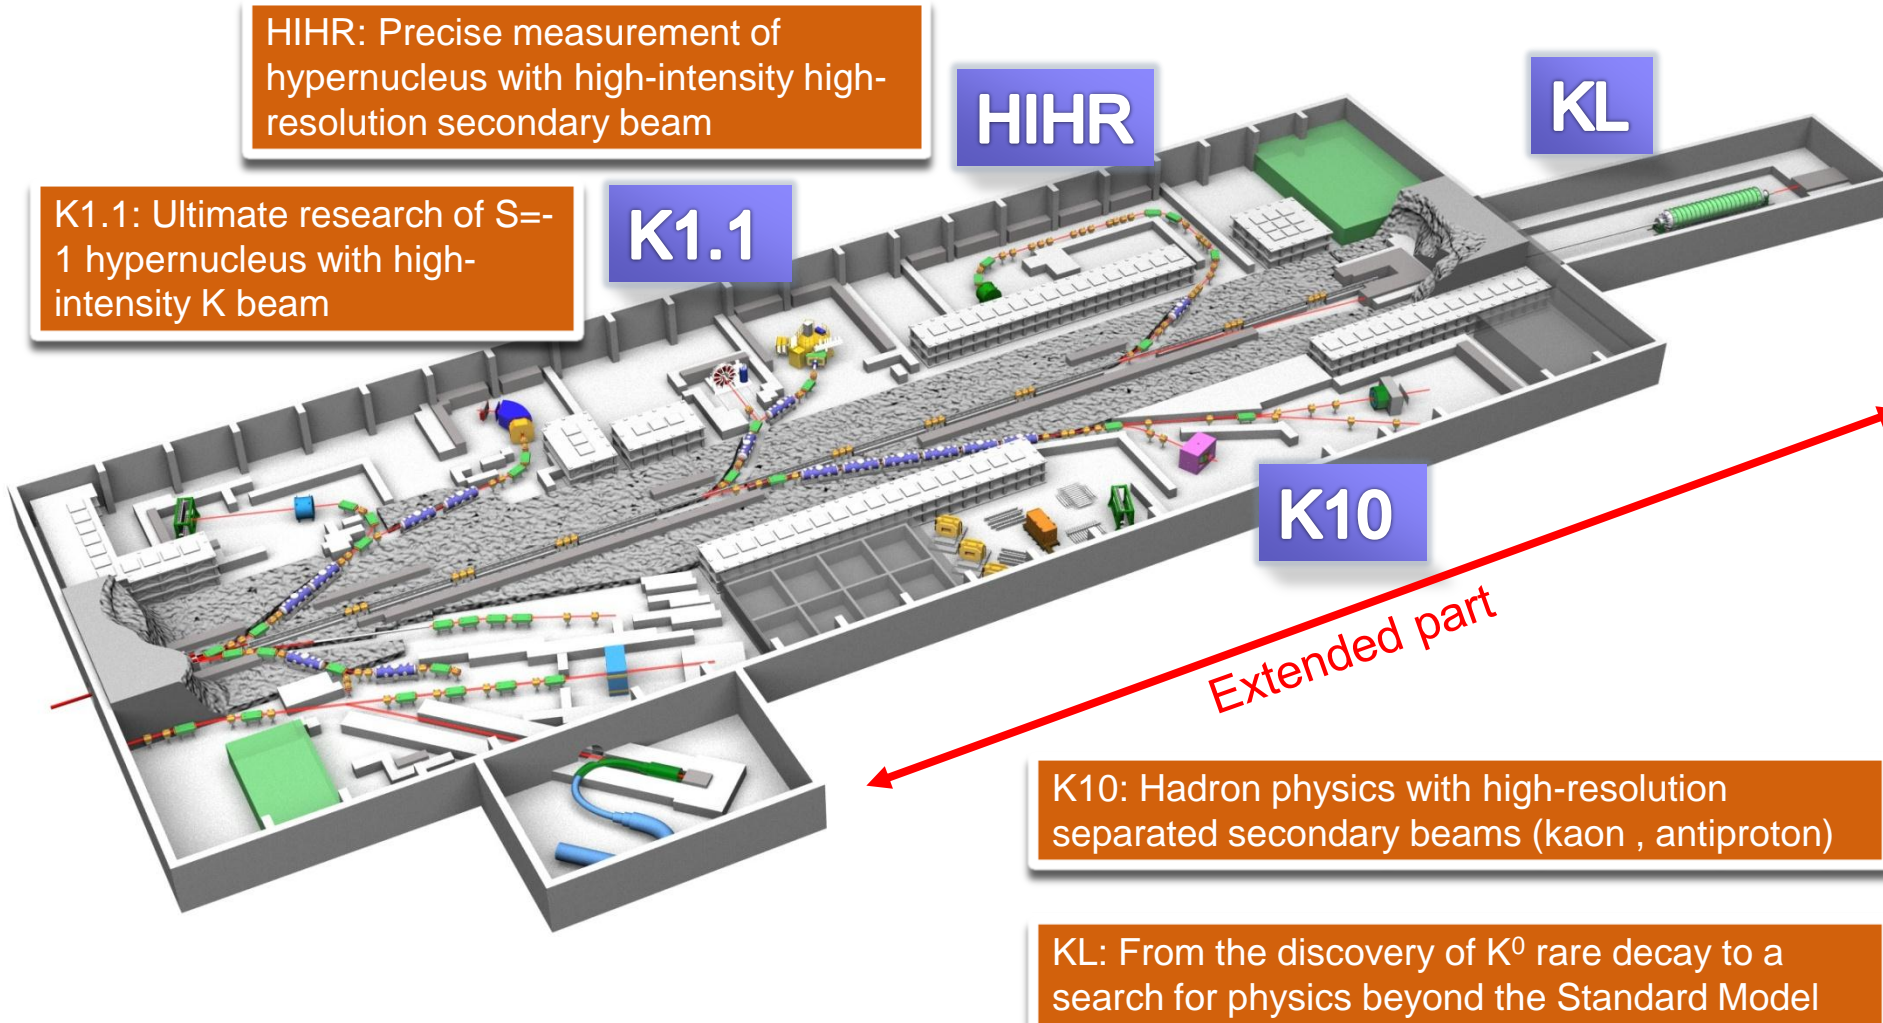 HIHR: Precise measurement of
hypernucleus with high-intensity high-
resolution secondary beam
HIHR
KL
K1.1: Ultimate research of S=-
1 hypernucleus with high-
intensity K beam
K1.1
K10
Extended part
K10: Hadron physics with high-resolution
separated secondary beams (kaon , antiproton)
KL: From the discovery of K⁰ rare decay to a
search for physics beyond the Standard Model